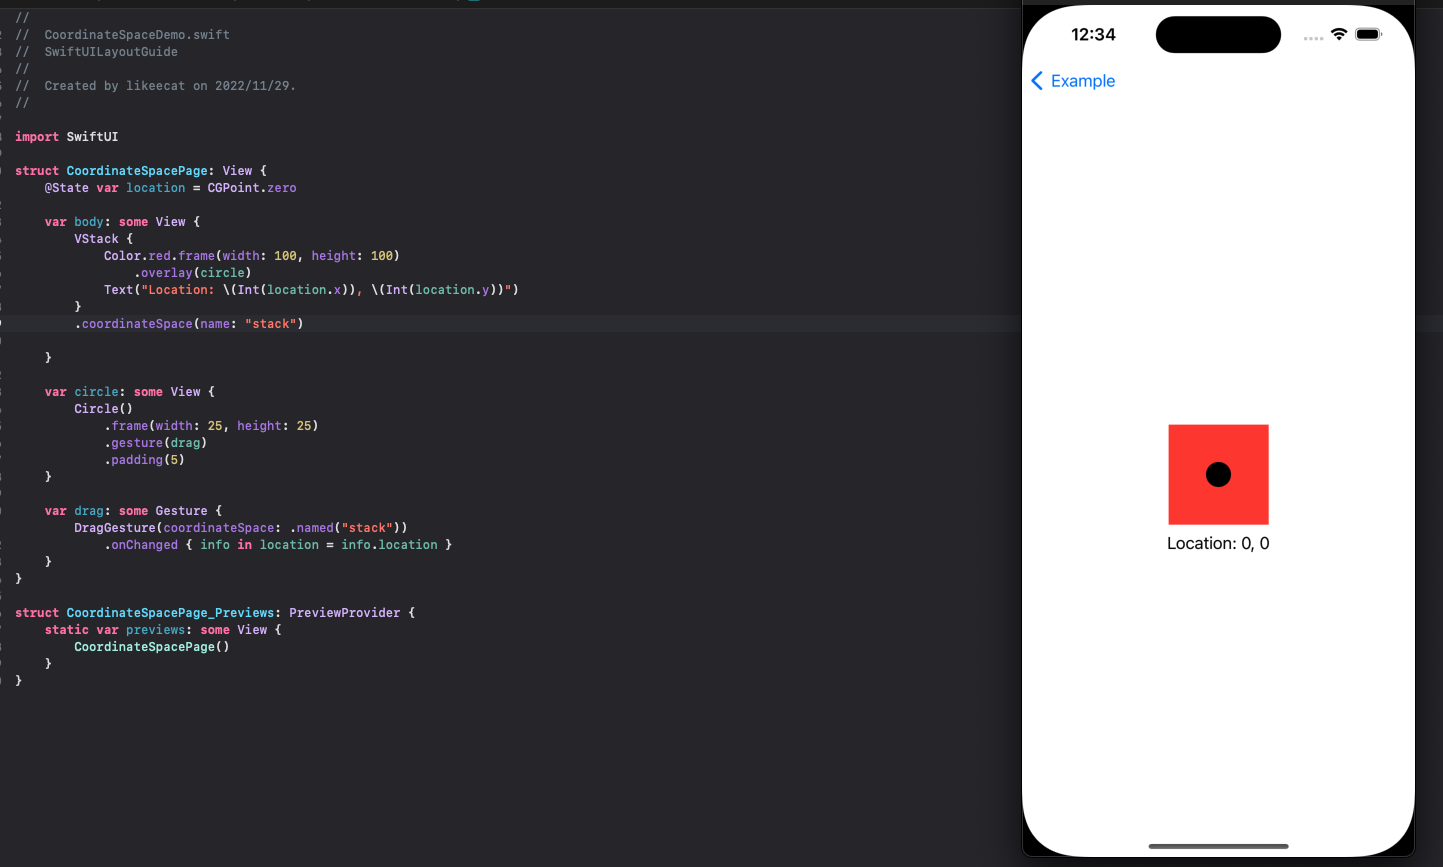 //
//  CoordinateSpaceDemo.swift
//  SwiftUILayoutGuide
//
//  Created by likeecat on 2022/11/29.
//
import SwiftUI
struct CoordinateSpacePage: View {
    @State var location = CGPoint.zero
    var body: some View {
        VStack {
            Color.red.frame(width: 100, height: 100)
                .overlay(circle)
            Text("Location: \(Int(location.x)), \(Int(location.y))")
        }
        .coordinateSpace(name: "stack")
    }
    var circle: some View {
        Circle()
            .frame(width: 25, height: 25)
            .gesture(drag)
            .padding(5)
    }
    var drag: some Gesture {
        DragGesture(coordinateSpace: .named("stack"))
            .onChanged { info in location = info.location }
    }
}
struct CoordinateSpacePage_Previews: PreviewProvider {
    static var previews: some View {
        CoordinateSpacePage()
    }
}
12:34
Example
Location: 0, 0